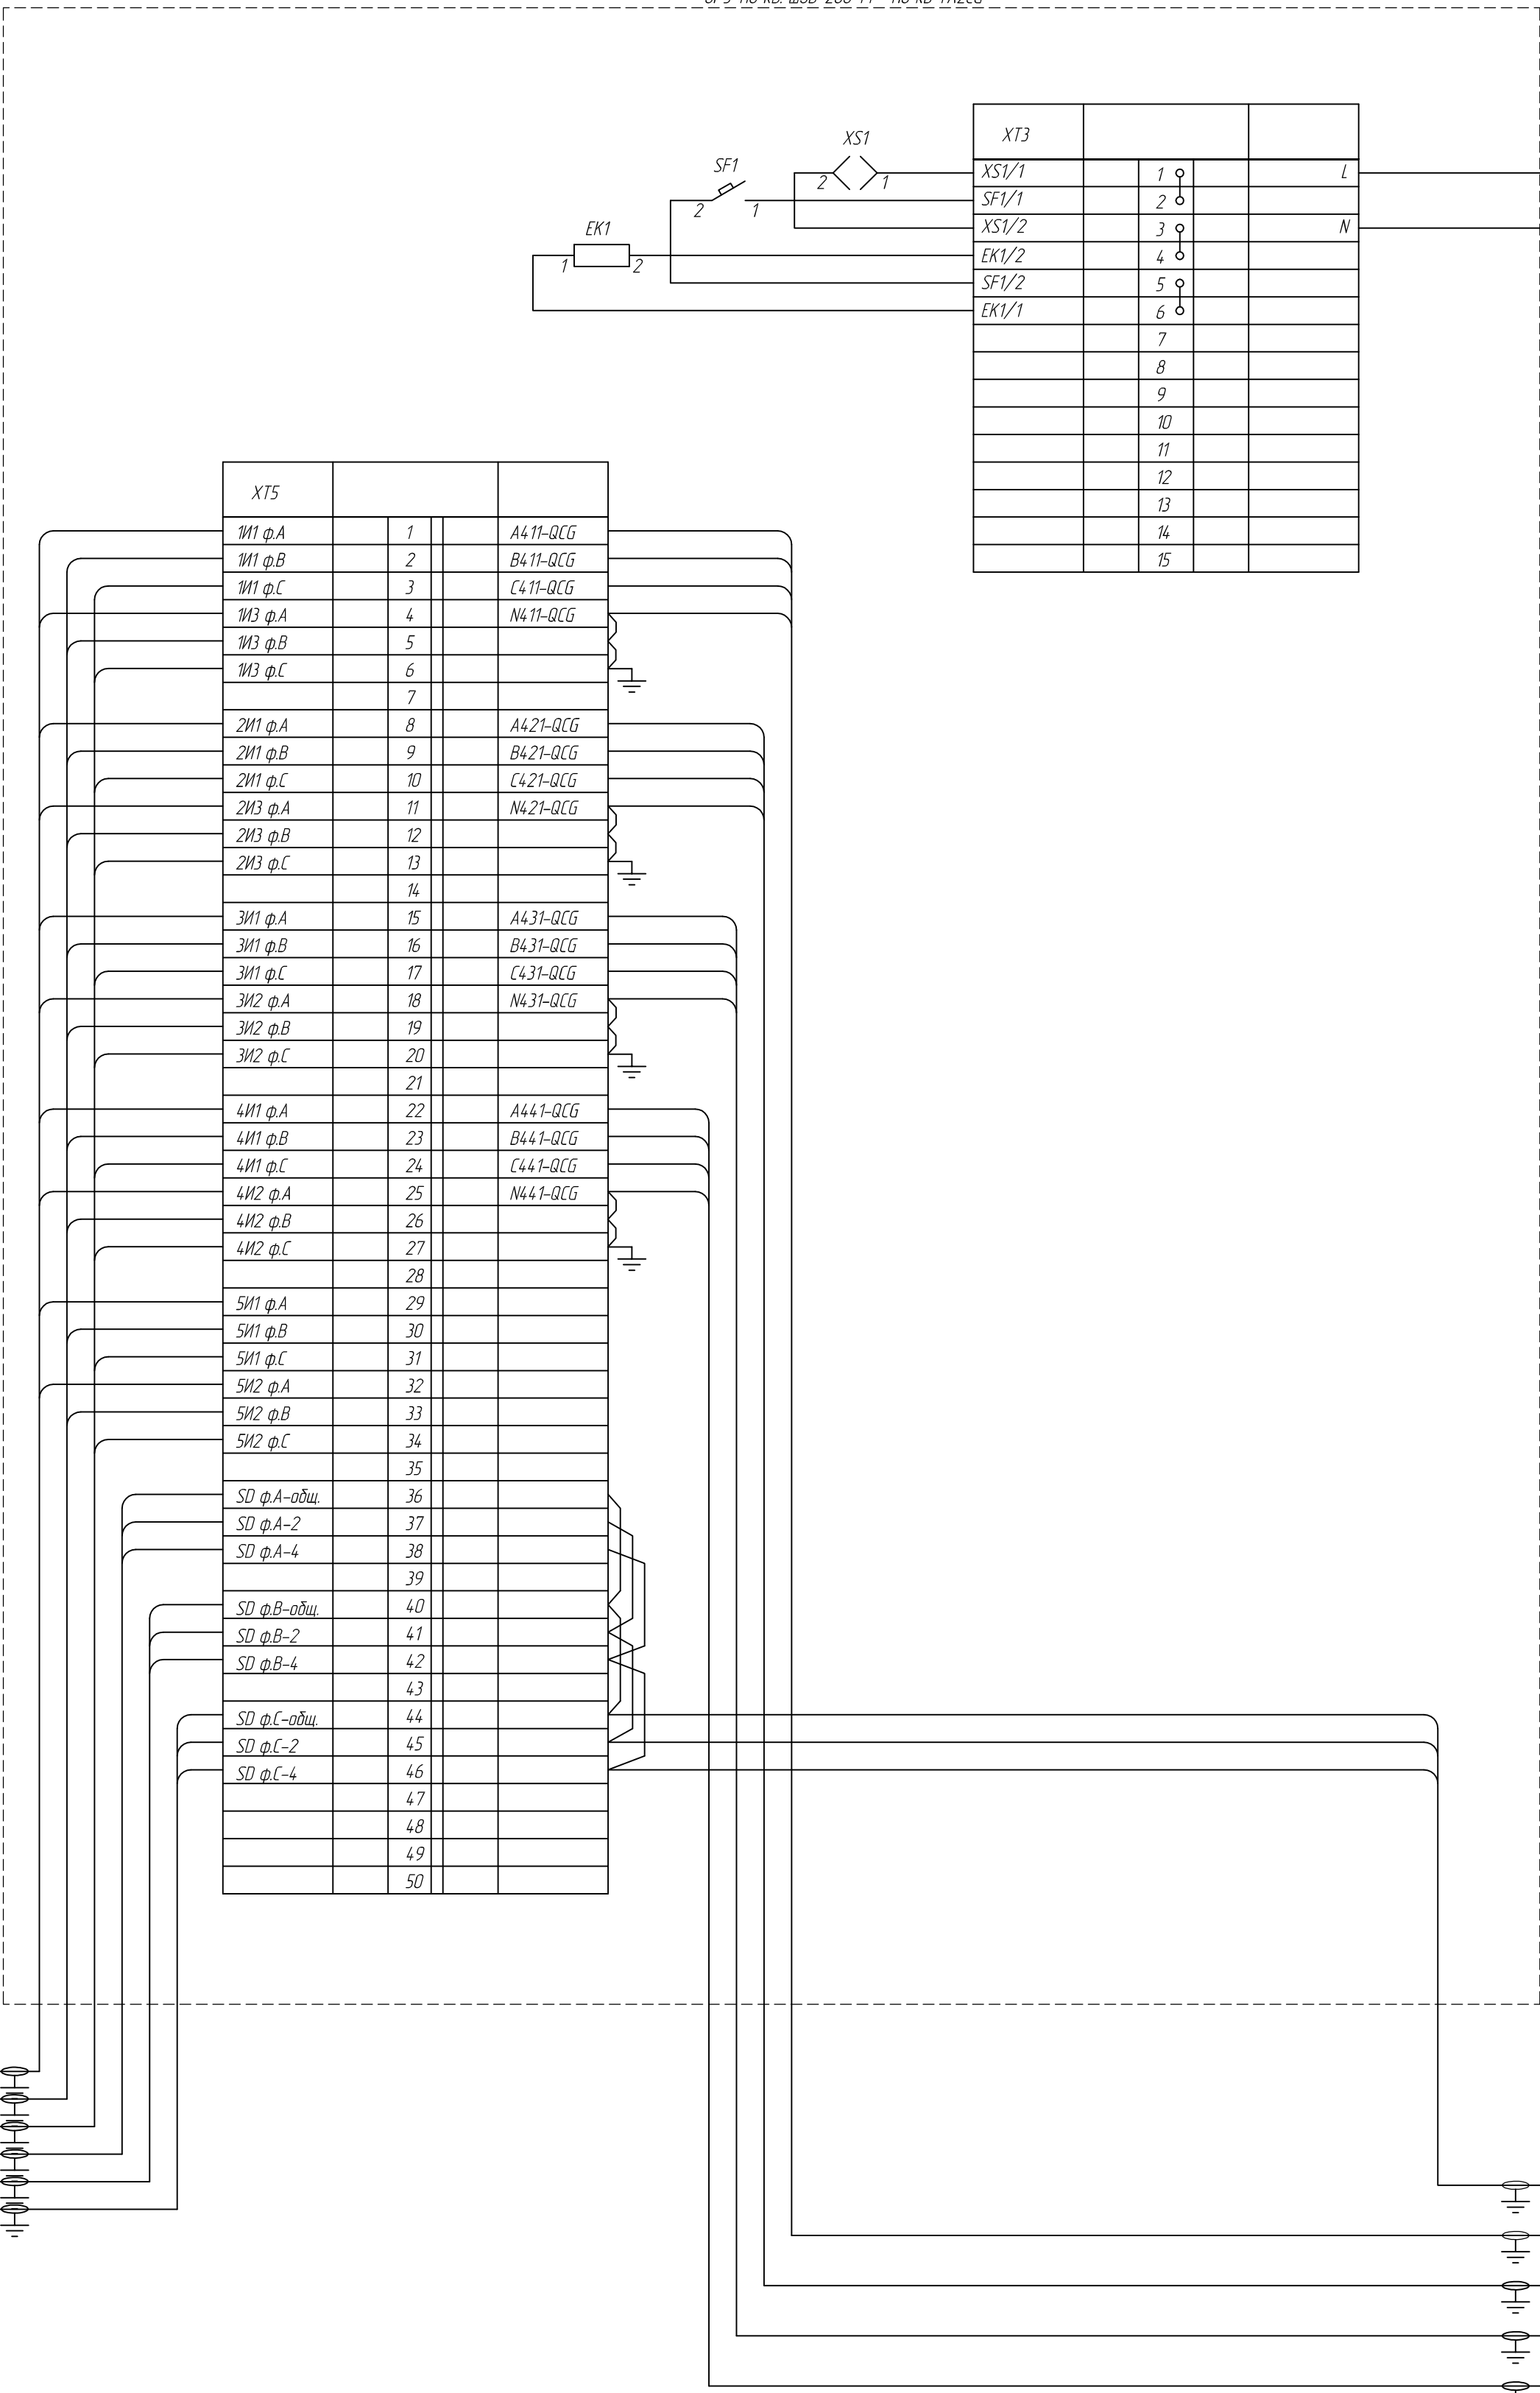 XS1
SF1
2 1
2 1
EK1
1 2
XT3
XS1/1 1 L
SF1/1 2
XS1/2 3 N
EK1/2 4
SF1/2 5
EK1/1 6
7
8
9
10
11
12
13
14
15
XT5
1И1 ф.А 1 A411-QCG
1И1 ф.В 2 B411-QCG
1И1 ф.С 3 C411-QCG
1И3 ф.А 4 N411-QCG
1И3 ф.В 5
1И3 ф.С 6
7
2И1 ф.А 8 A421-QCG
2И1 ф.В 9 B421-QCG
2И1 ф.С 10 C421-QCG
2И3 ф.А 11 N421-QCG
2И3 ф.В 12
2И3 ф.С 13
14
3И1 ф.А 15 A431-QCG
3И1 ф.В 16 B431-QCG
3И1 ф.С 17 C431-QCG
3И2 ф.А 18 N431-QCG
3И2 ф.В 19
3И2 ф.С 20
21
4И1 ф.А 22 A441-QCG
4И1 ф.В 23 B441-QCG
4И1 ф.С 24 C441-QCG
4И2 ф.А 25 N441-QCG
4И2 ф.В 26
4И2 ф.С 27
28
5И1 ф.А 29
5И1 ф.В 30
5И1 ф.С 31
5И2 ф.А 32
5И2 ф.В 33
5И2 ф.С 34
35
SD ф.А-общ. 36
SD ф.А-2 37
SD ф.А-4 38
39
SD ф.В-общ. 40
SD ф.В-2 41
SD ф.В-4 42
43
SD ф.С-общ. 44
SD ф.С-2 45
SD ф.С-4 46
47
48
49
50